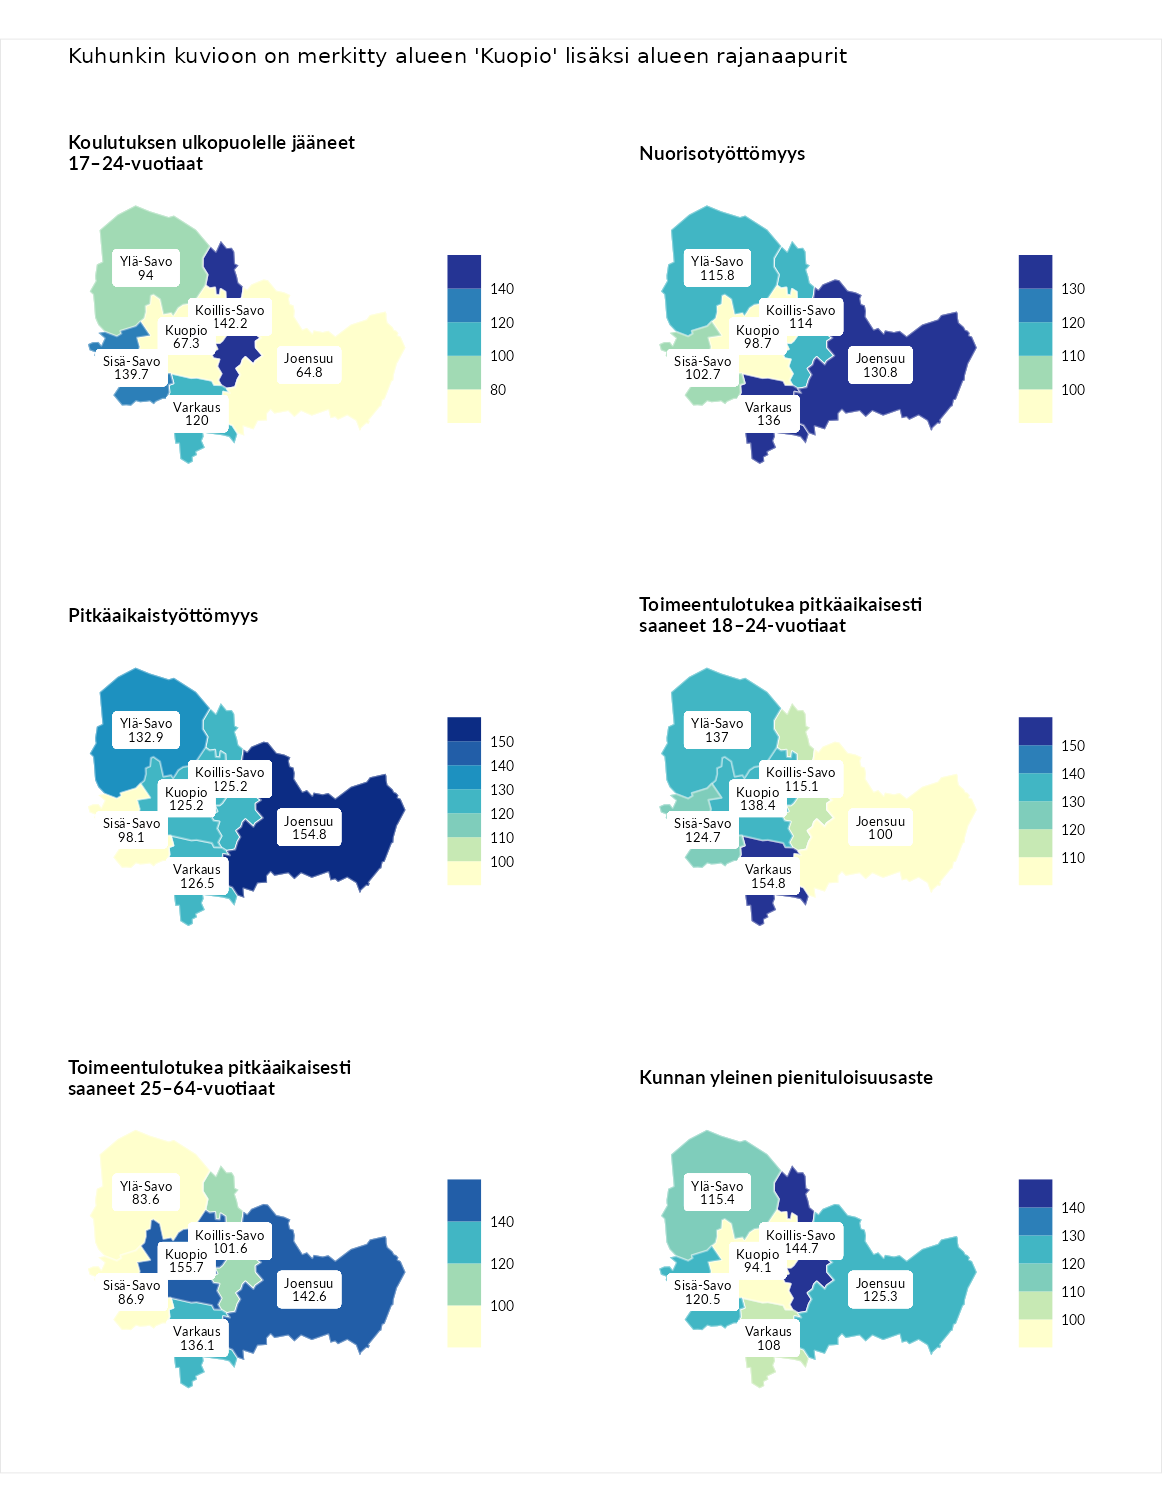 Kuhunkin kuvioon on merkitty alueen 'Kuopio' lisäksi alueen rajanaapurit
Koulutuksen ulkopuolelle jääneet
17–24-vuotiaat
Ylä-Savo
94
Koillis-Savo
142.2
Kuopio
67.3
Sisä-Savo
139.7
Joensuu
64.8
Varkaus
120
140
120
100
80
Nuorisotyöttömyys
Ylä-Savo
115.8
Koillis-Savo
114
Kuopio
98.7
Sisä-Savo
102.7
Joensuu
130.8
Varkaus
136
130
120
110
100
Pitkäaikaistyöttömyys
Ylä-Savo
132.9
Koillis-Savo
125.2
Kuopio
125.2
Sisä-Savo
98.1
Joensuu
154.8
Varkaus
126.5
150
140
130
120
110
100
Toimeentulotukea pitkäaikaisesti
saaneet 18–24-vuotiaat
Ylä-Savo
137
Koillis-Savo
115.1
Kuopio
138.4
Sisä-Savo
124.7
Joensuu
100
Varkaus
154.8
150
140
130
120
110
Toimeentulotukea pitkäaikaisesti
saaneet 25–64-vuotiaat
Ylä-Savo
83.6
Koillis-Savo
101.6
Kuopio
155.7
Sisä-Savo
86.9
Joensuu
142.6
Varkaus
136.1
140
120
100
Kunnan yleinen pienituloisuusaste
Ylä-Savo
115.4
Koillis-Savo
144.7
Kuopio
94.1
Sisä-Savo
120.5
Joensuu
125.3
Varkaus
108
140
130
120
110
100